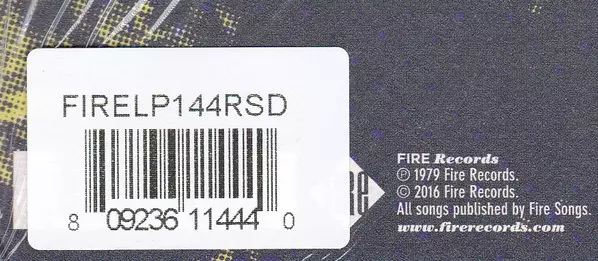 FIRELP144RSD
8 09236 11444 0
FIRE Records
℗ 1979 Fire Records.
© 2016 Fire Records.
All songs published by Fire Songs.
www.firerecords.com